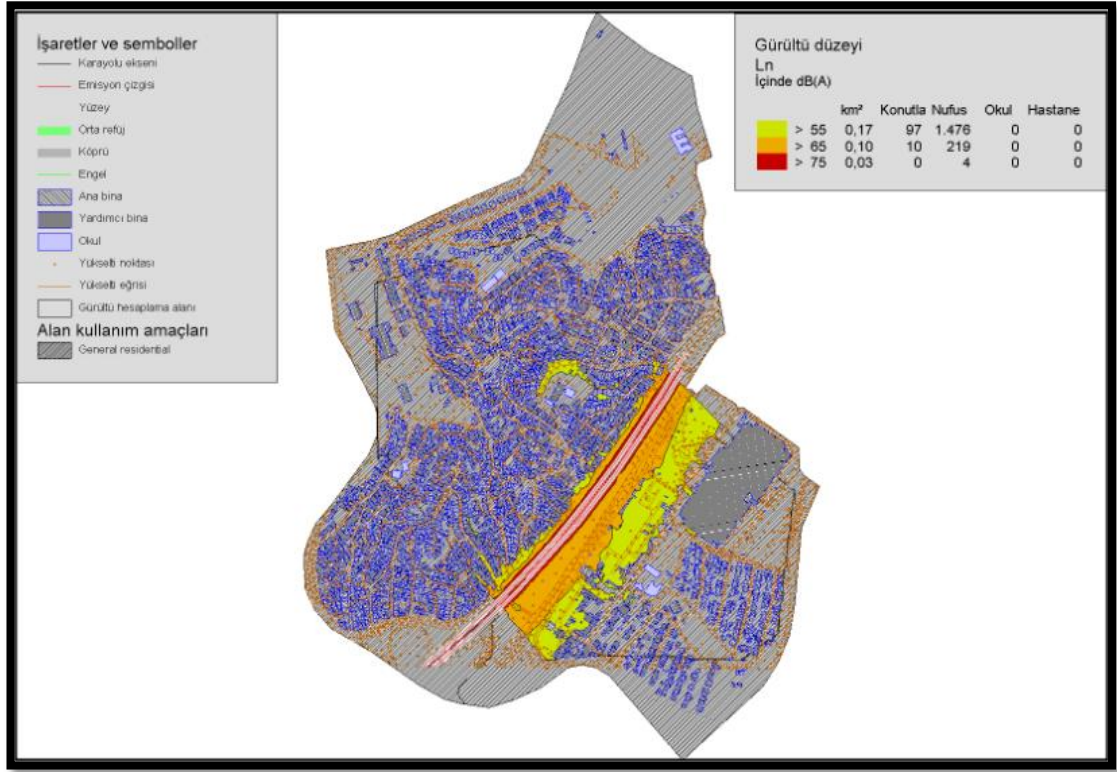 İşaretler ve semboller
Karayolu ekseni
Emisyon çizgisi
Yüzey
Orta refüj
Köprü
Engel
Ana bina
Yardımcı bina
Okul
Yükselti noktası
Yükselti eğrisi
Gürültü hesaplama alanı
Alan kullanım amaçları
General residential
Gürültü düzeyi
Ln
İçinde dB(A)
km² Konutla Nufus Okul Hastane
> 55 0,17 97 1.476 0 0
> 65 0,10 10 219 0 0
> 75 0,03 0 4 0 0